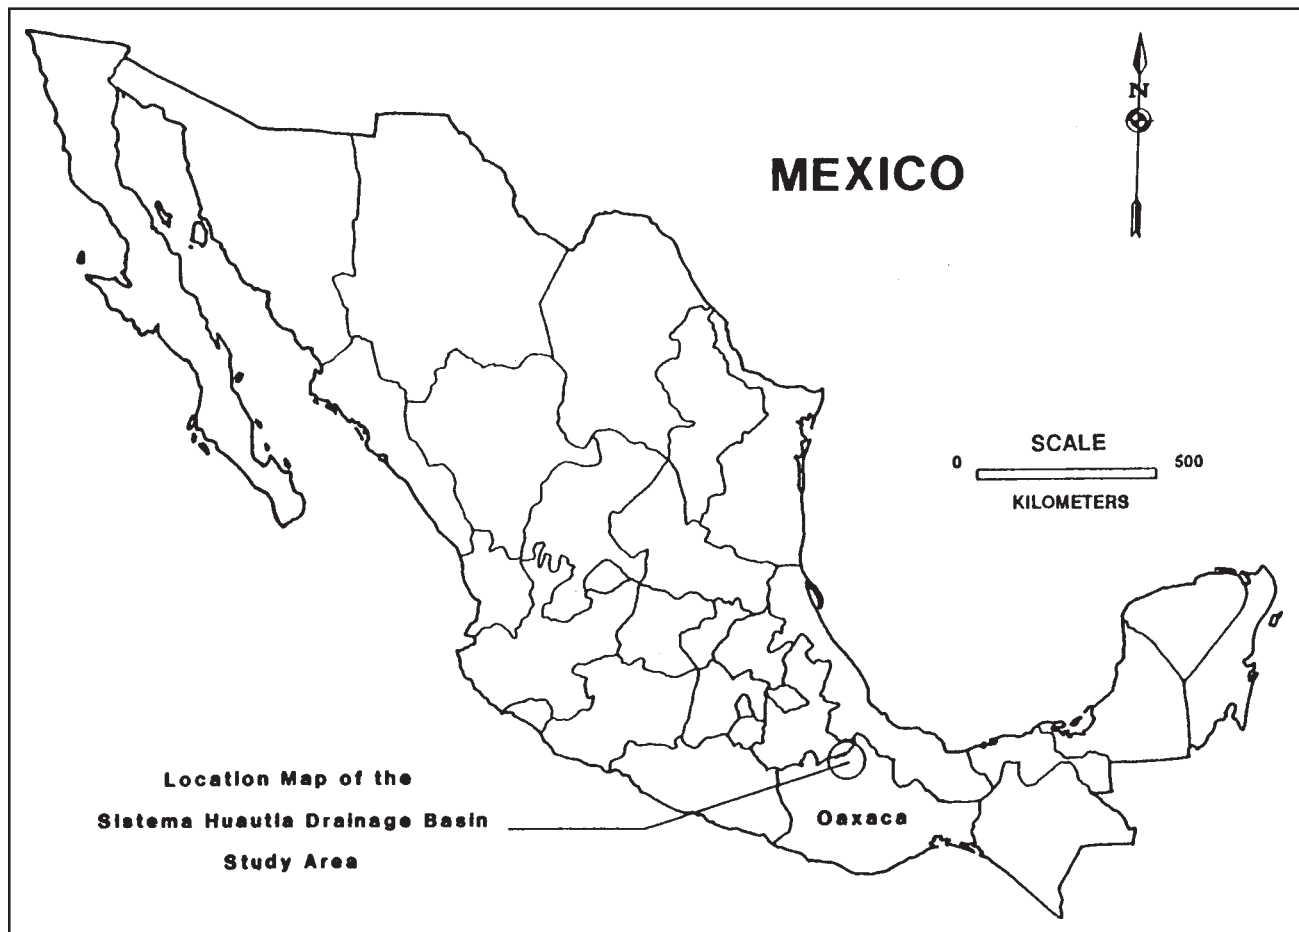 N
MEXICO
SCALE
0 500
KILOMETERS
Location Map of the
Sistema Huautla Drainage Basin
Study Area
Oaxaca